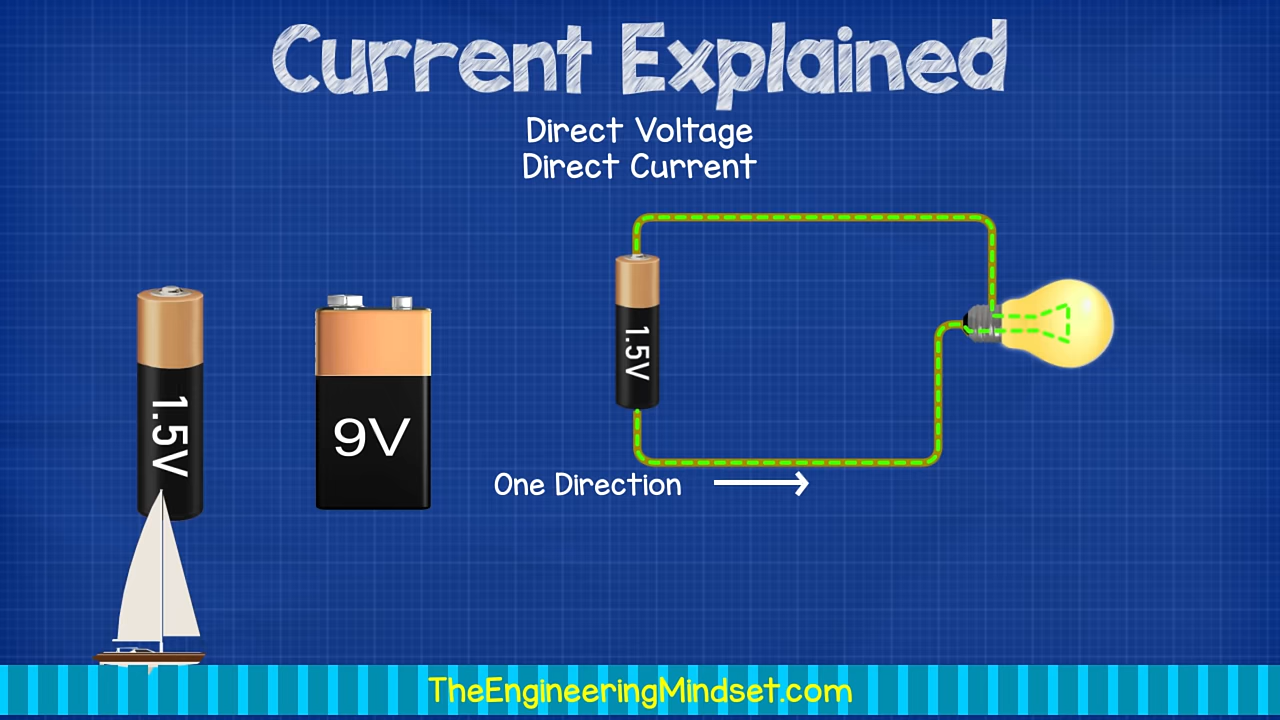 Current Explained
Direct Voltage
Direct Current
1.5V
9V
1.5V
One Direction
TheEngineeringMindset.com